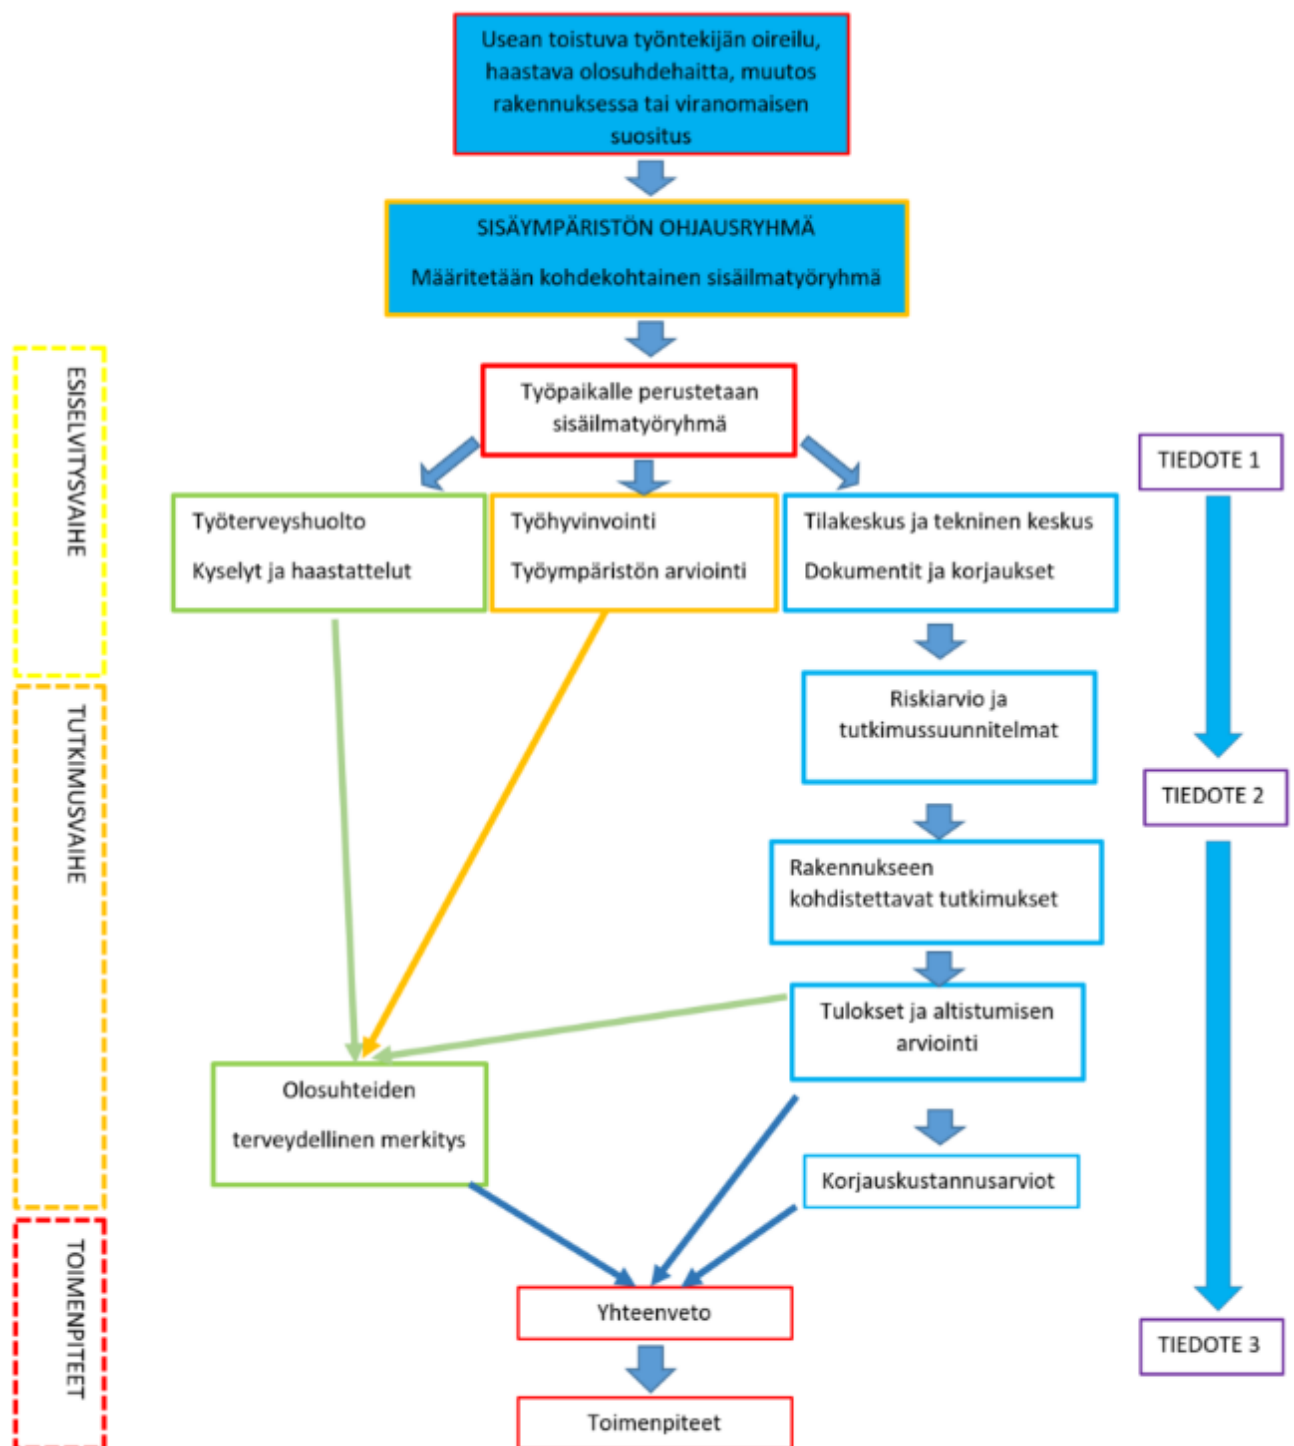 Usean toistuva työntekijän oireilu,
haastava olosuhdehaitta, muutos
rakennuksessa tai viranomaisen
suositus
SISÄYMPÄRISTÖN OHJAUSRYHMÄ
Määritetään kohdekohtainen sisäilmatyöryhmä
ESISELVITYSVAIHE
Työpaikalle perustetaan
sisäilmatyöryhmä
TIEDOTE 1
Työterveyshuolto
Kyselyt ja haastattelut
Työhyvinvointi
Työympäristön arviointi
Tilakeskus ja tekninen keskus
Dokumentit ja korjaukset
TUTKIMUSVAIHE
Riskiarvio ja
tutkimussuunnitelmat
TIEDOTE 2
Rakennukseen
kohdistettavat tutkimukset
Tulokset ja altistumisen
arviointi
Olosuhteiden
terveydellinen merkitys
Korjauskustannusarviot
TOIMENPITEET
Yhteenveto
TIEDOTE 3
Toimenpiteet